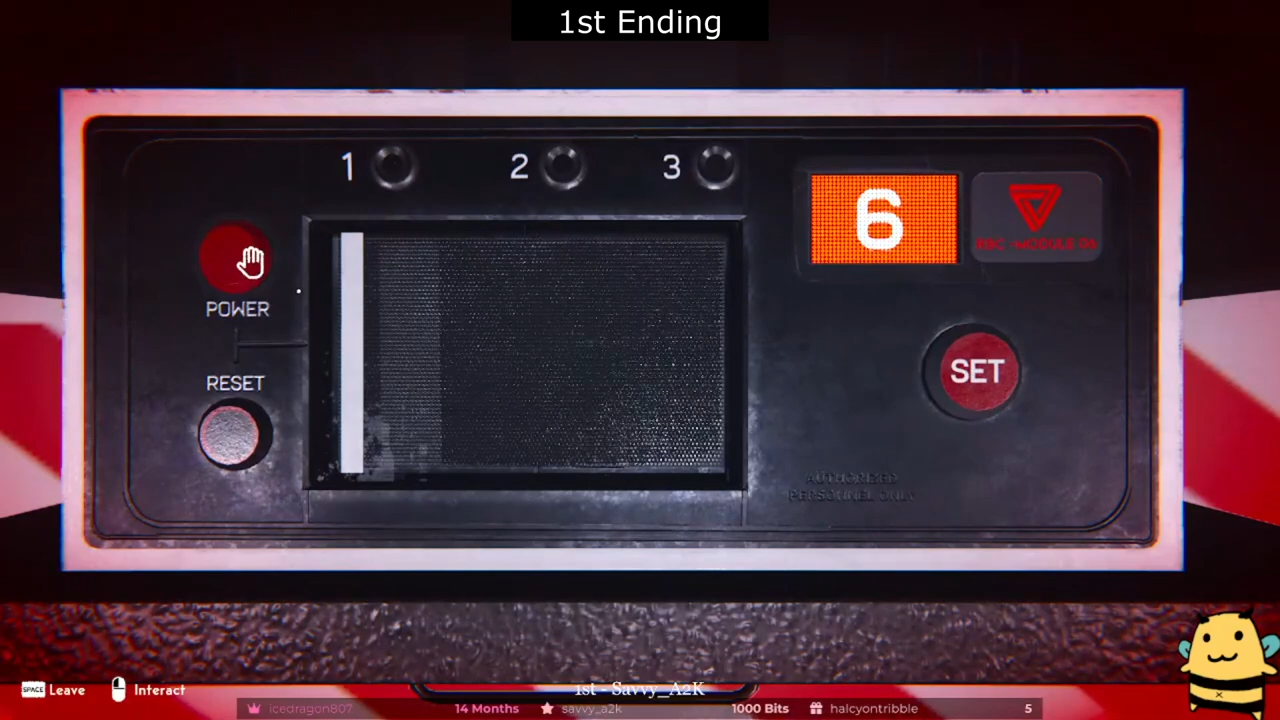 1st Ending
1 2 3
6
POWER
RESET
SET
AUTHORIZED
PERSONNEL ONLY
SPACE Leave Interact
1st - Savvy_A2K
icedragon807 14 Months savvy_a2k 1000 Bits halcyontribble 5